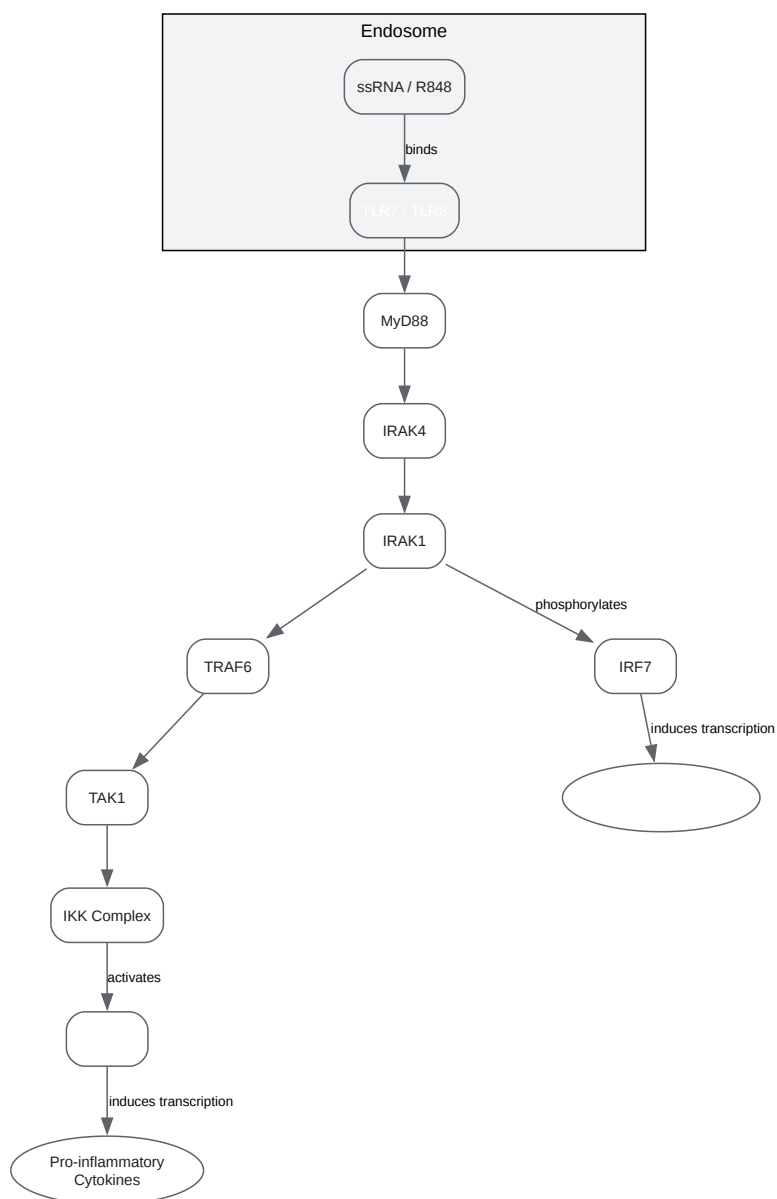 Endosome
ssRNA / R848
binds
TLR7 / TLR8
MyD88
IRAK4
IRAK1
phosphorylates
TRAF6
IRF7
induces transcription
TAK1
IKK Complex
activates
induces transcription
Pro-inflammatory
Cytokines